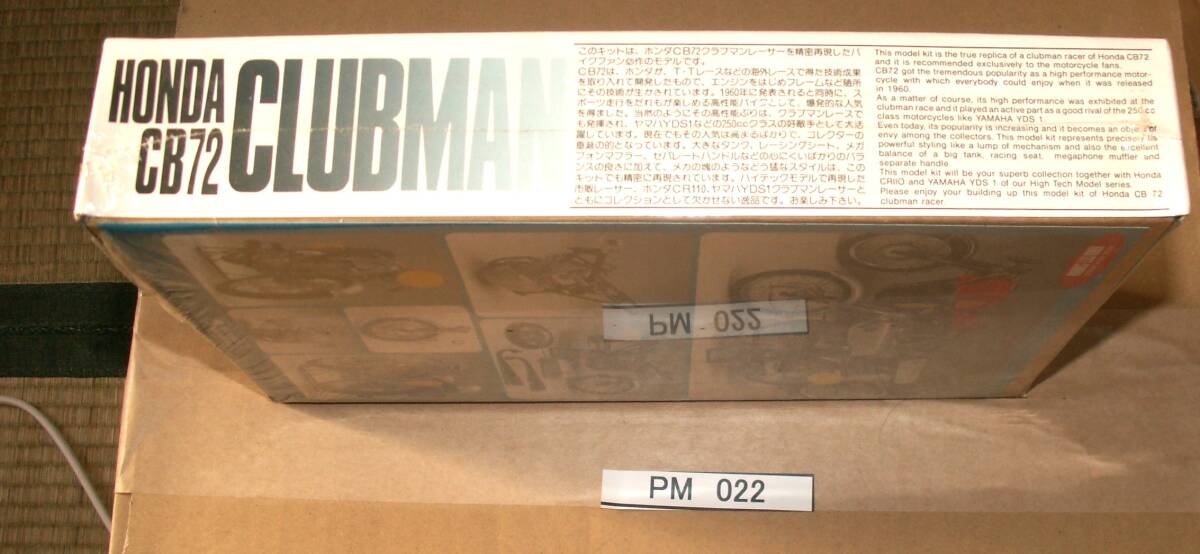 HONDA
CB72
CLUBMAN
このキットは、ホンダCB72クラブマンレーサーを精密再現したバ
イクファン必作のモデルです。
CB72は、ホンダが、T・Tレースなどの海外レースで得た技術成果
を取り入れて開発したもので、エンジンをはじめフレームなど随所
にその技術が生かされています。1960年に発表されると同時に、ス
ポーツ走行をだれもが楽しめる高性能バイクとして、爆発的な人気
を得ました。当然のようにその高性能ぶりは、クラブマンレースで
も発揮され、ヤマハYDS1などの250ccクラスの好敵手として大活
躍しています。現在でもその人気は高まるばかりで、コレクターの
垂涎の的となっています。大きなタンク、レーシングシート、メガ
フォンマフラー、セパレートハンドルなどの心にくいばかりのバラ
ンスの良さに加えて、メカの塊のようなどう猛なスタイルは、この
キットでも精密に再現されています。ハイテックモデルで再現した
市販レーサー、ホンダCR110、ヤマハYDS1クラブマンレーサーと
ともにコレクションとして欠かせない逸品です。お楽しみ下さい。
This model kit is the true replica of a clubman racer of Honda CB72
and it is recommended exclusively to the motorcycle fans.
CB72 got the tremendous popularity as a high performance motor-
cycle with which everybody could enjoy when it was released
in 1960.
As a matter of course, its high performance was exhibited at the
clubman race and it played an active part as a good rival of the 250 cc
class motorcycles like YAMAHA YDS 1.
Even today, its popularity is increasing and it becomes an object of
envy among the collectors. This model kit represents precisely its
powerful styling like a lump of mechanism and also the excellent
balance of a big tank, racing seat, megaphone muffler and
separate handle.
This model kit will be your superb collection together with Honda
CRIIO and YAMAHA YDS 1 of our High Tech Model series.
Please enjoy your building up this model kit of Honda CB 72
clubman racer.
PM 022
PM 022